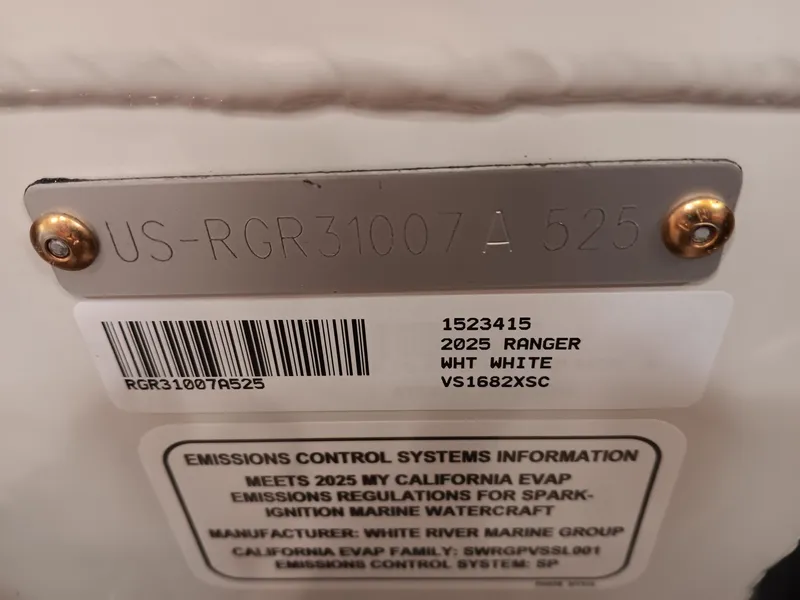 US-RGR31007A525
RGR31007A525
1523415
2025 RANGER
WHT WHITE
VS1682XSC
EMISSIONS CONTROL SYSTEMS INFORMATION
MEETS 2025 MY CALIFORNIA EVAP
EMISSIONS REGULATIONS FOR SPARK-
IGNITION MARINE WATERCRAFT
MANUFACTURER: WHITE RIVER MARINE GROUP
CALIFORNIA EVAP FAMILY: SWRGPVSSL001
EMISSIONS CONTROL SYSTEM: SP